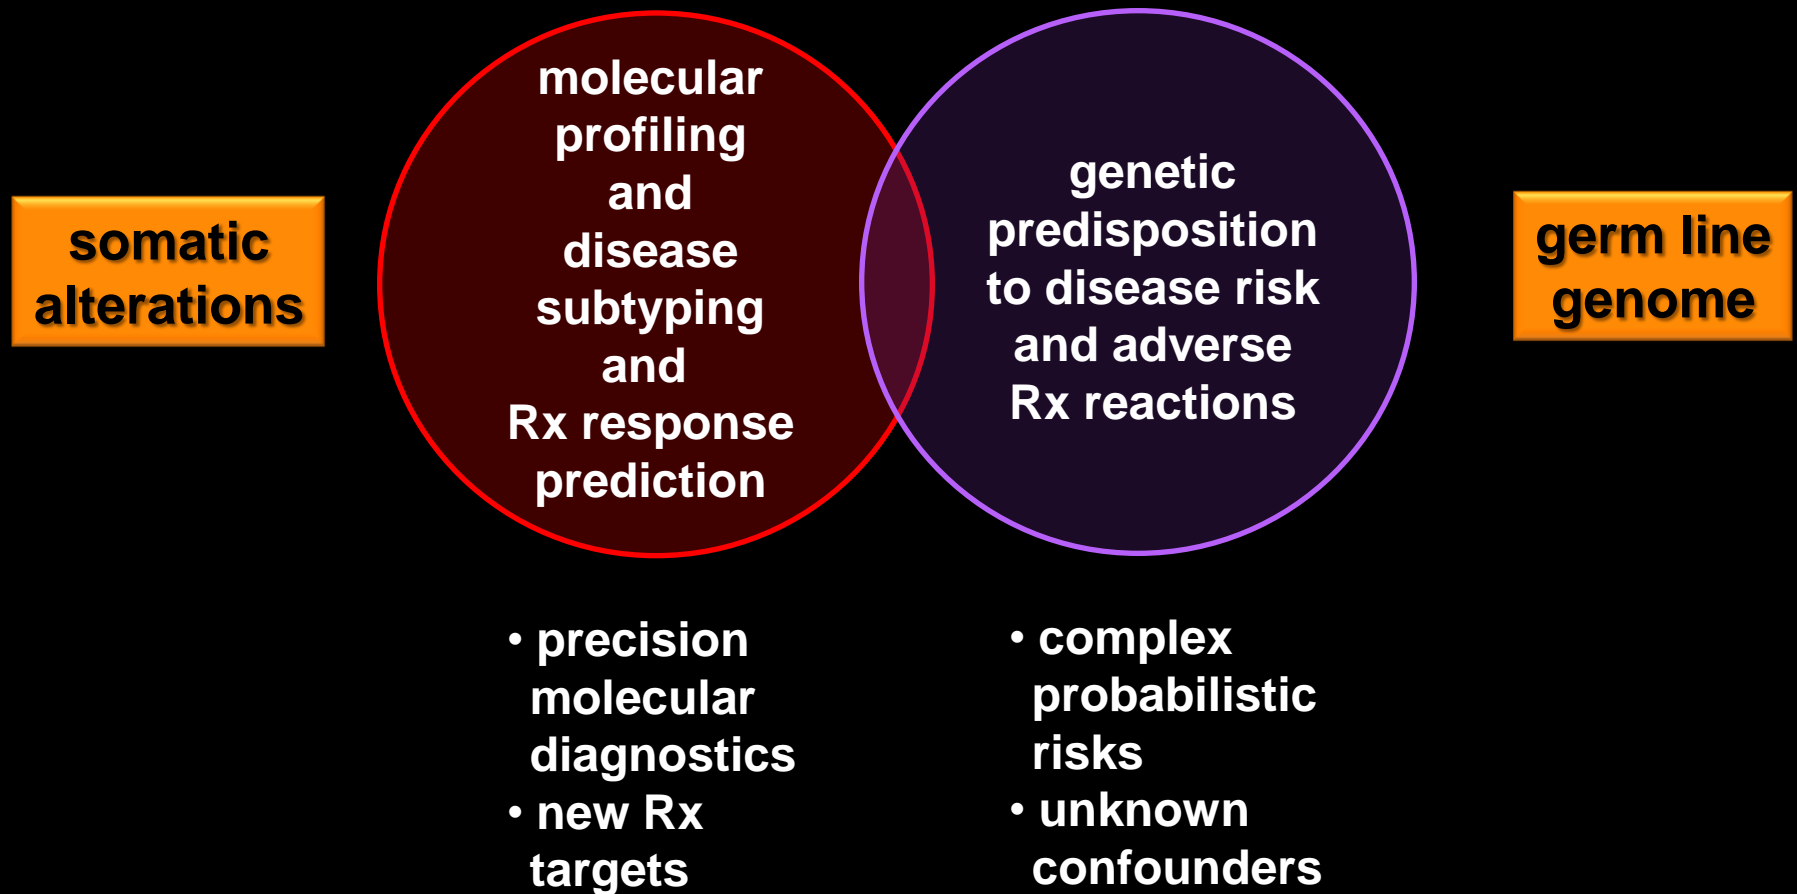 somatic
alterations
molecular
profiling
and
disease
subtyping
and
Rx response
prediction
genetic
predisposition
to disease risk
and adverse
Rx reactions
germ line
genome
• precision
molecular
diagnostics
• new Rx
targets
• complex
probabilistic
risks
• unknown
confounders